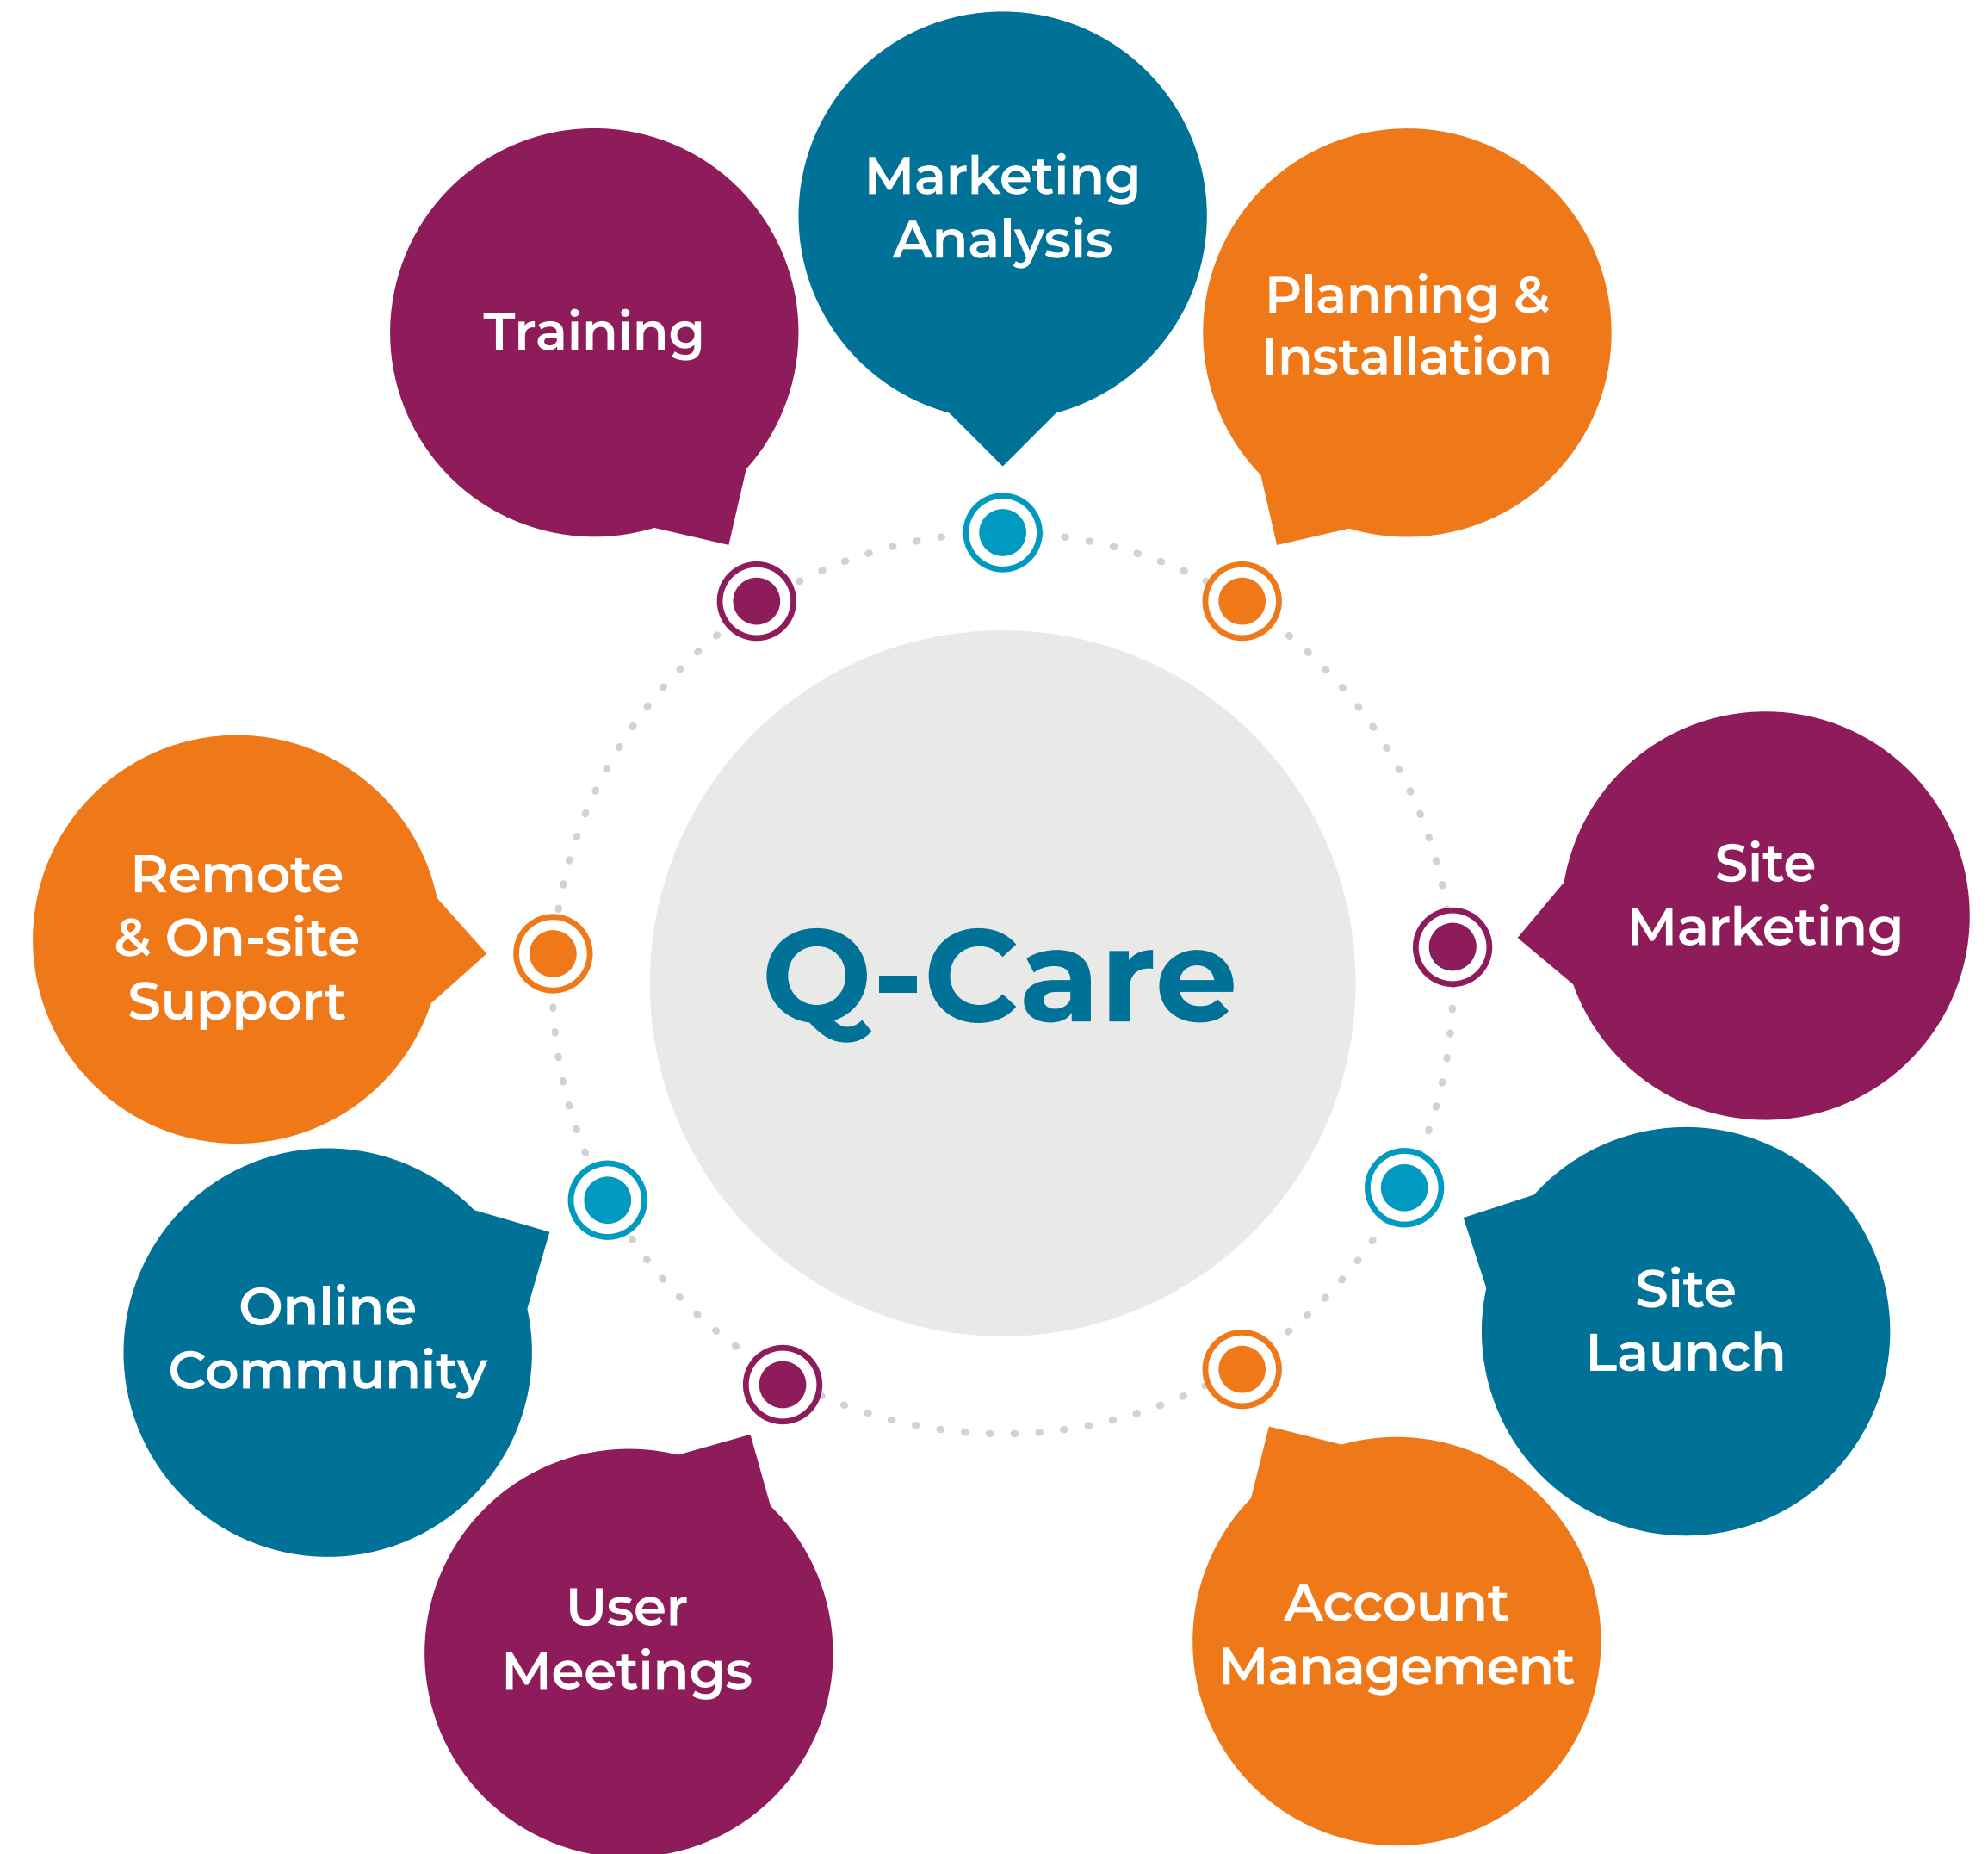 Marketing
Analysis
Planning &
Installation
Site
Marketing
Site
Launch
Account
Management
User
Meetings
Online
Community
Remote
& On-site
Support
Training
Q-Care